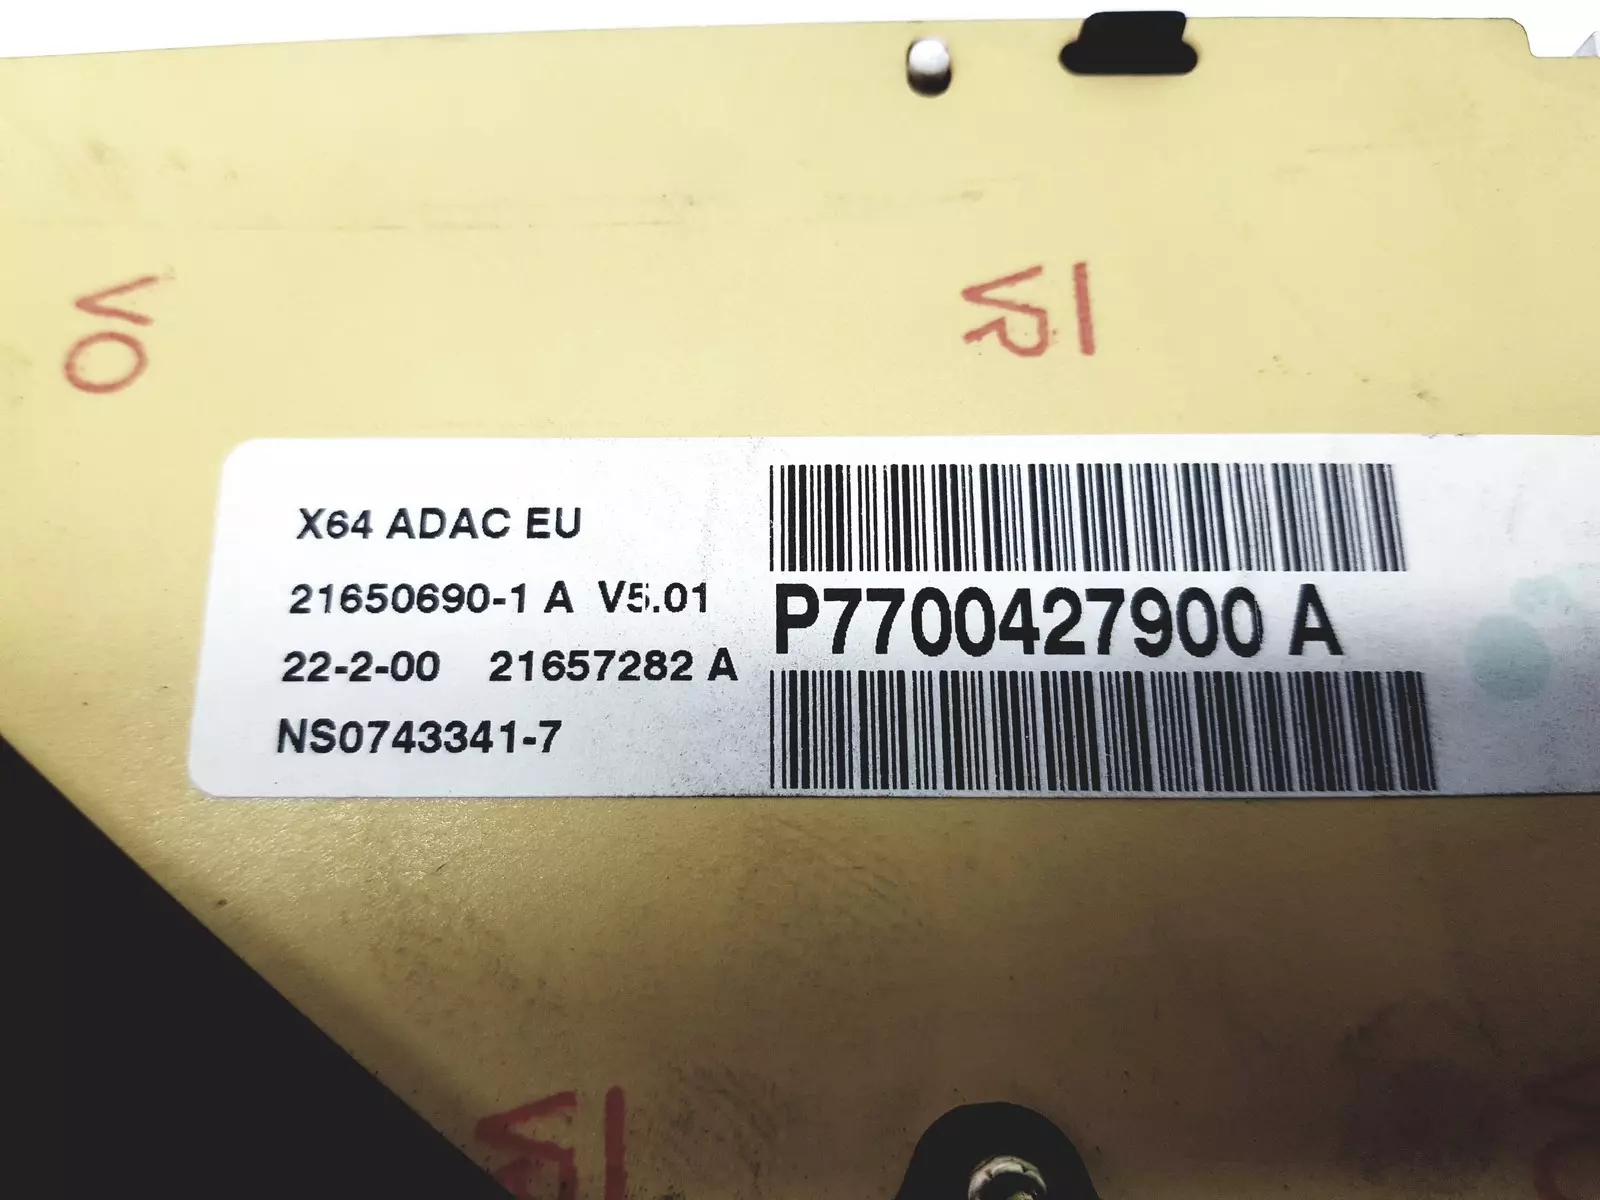 X64 ADAC EU
21650690-1 A V5.01
22-2-00 21657282 A
NS0743341-7
P7700427900 A